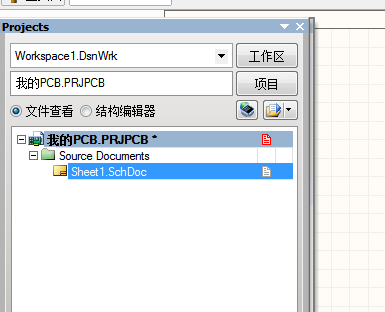 Projects
Workspace1.DsnWrk
工作区
我的PCB.PRJPCB
项目
文件查看
结构编辑器
我的PCB.PRJPCB *
Source Documents
Sheet1.SchDoc